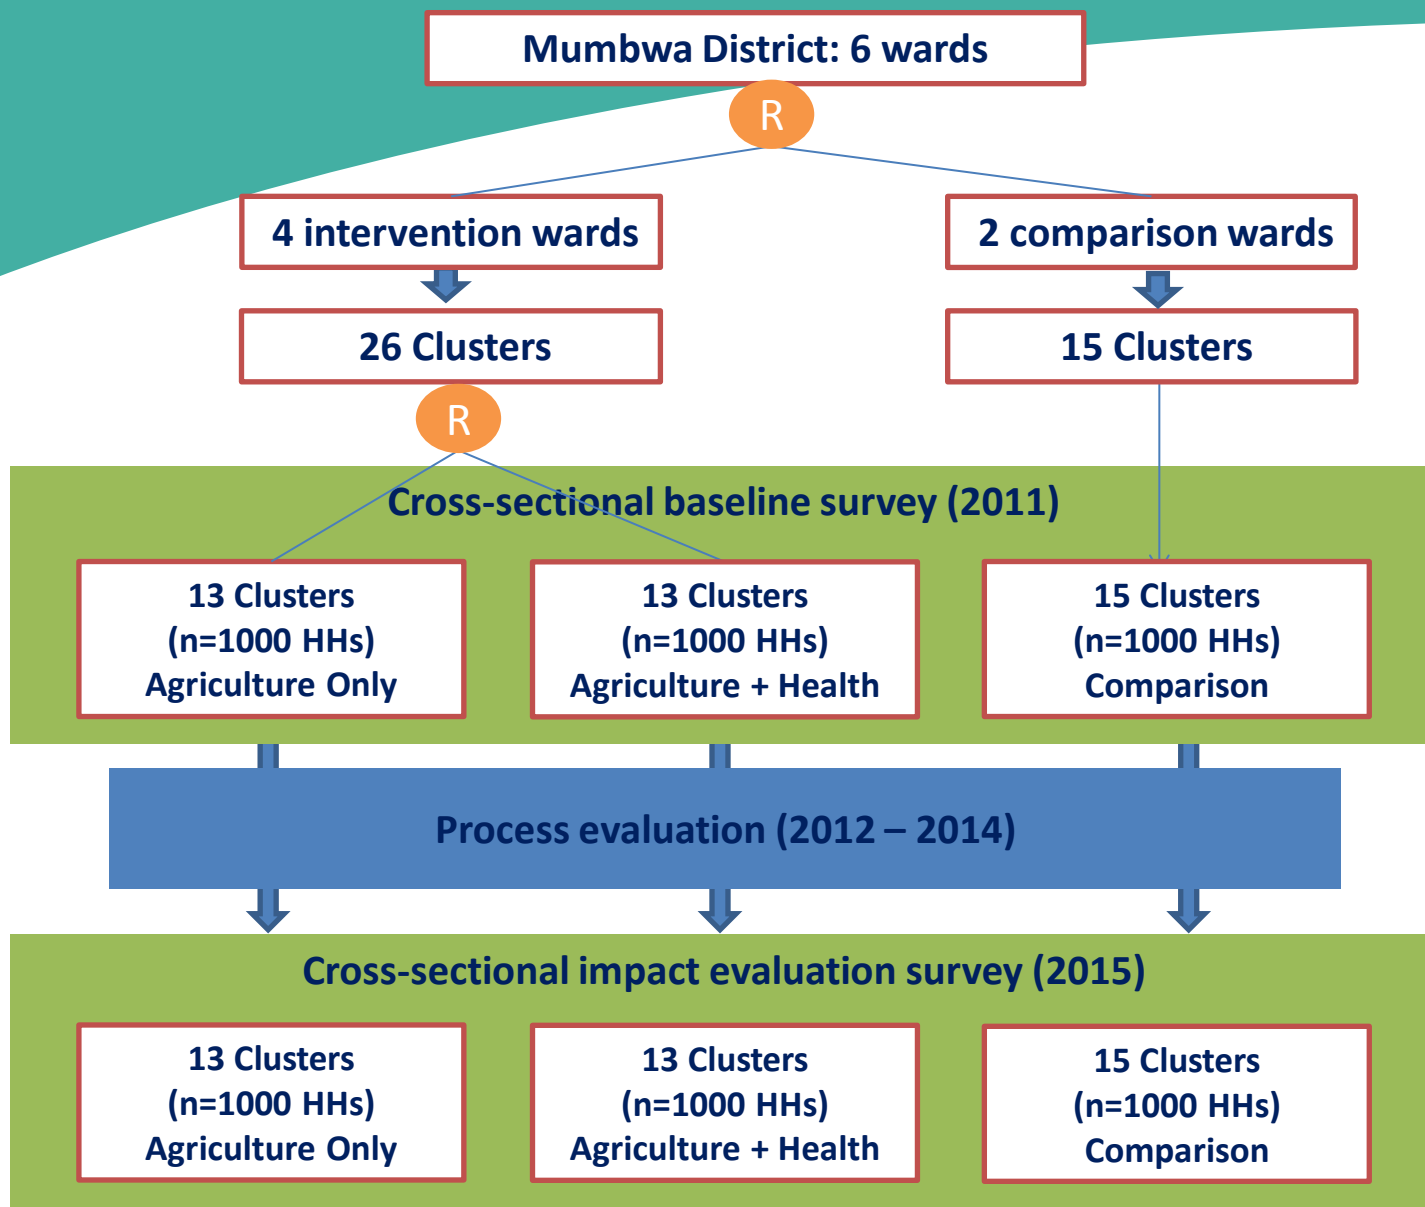 Mumbwa District: 6 wards
R
4 intervention wards
2 comparison wards
26 Clusters
15 Clusters
R
Cross-sectional baseline survey (2011)
13 Clusters
(n=1000 HHs)
Agriculture Only
13 Clusters
(n=1000 HHs)
Agriculture + Health
15 Clusters
(n=1000 HHs)
Comparison
Process evaluation (2012 – 2014)
Cross-sectional impact evaluation survey (2015)
13 Clusters
(n=1000 HHs)
Agriculture Only
13 Clusters
(n=1000 HHs)
Agriculture + Health
15 Clusters
(n=1000 HHs)
Comparison